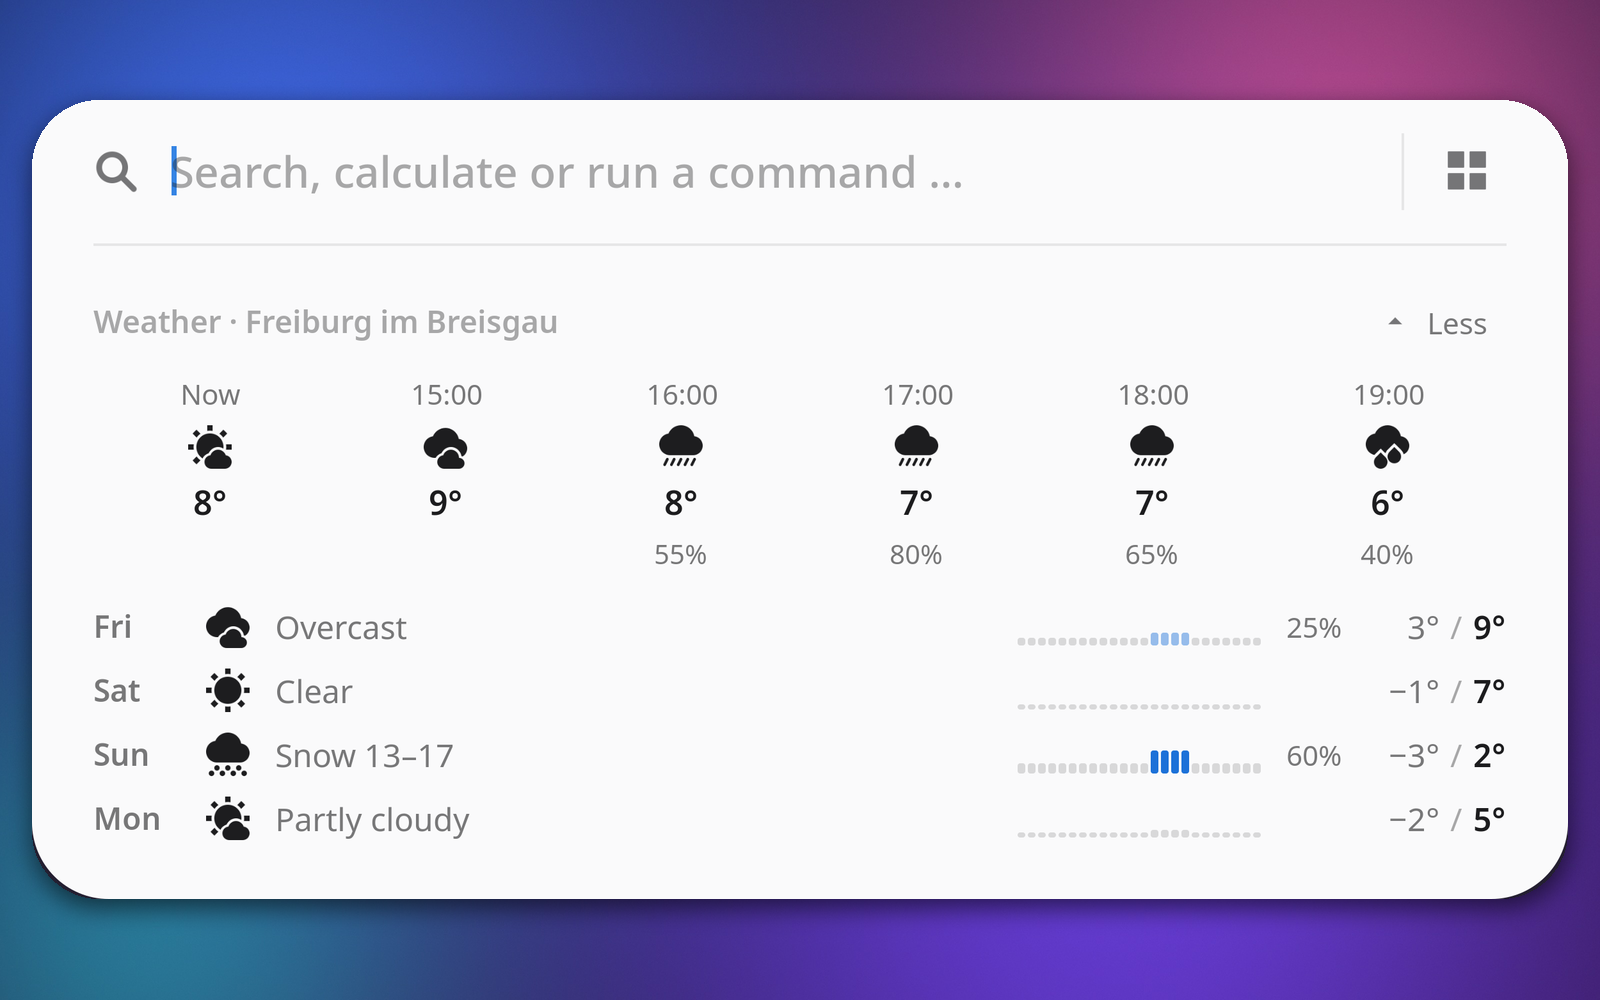 Search, calculate or run a command ...
Weather · Freiburg im Breisgau Less
Now 15:00 16:00 17:00 18:00 19:00
8° 9° 8° 7° 7° 6°
55% 80% 65% 40%
Fri Overcast 25% 3° / 9°
Sat Clear −1° / 7°
Sun Snow 13–17 60% −3° / 2°
Mon Partly cloudy −2° / 5°